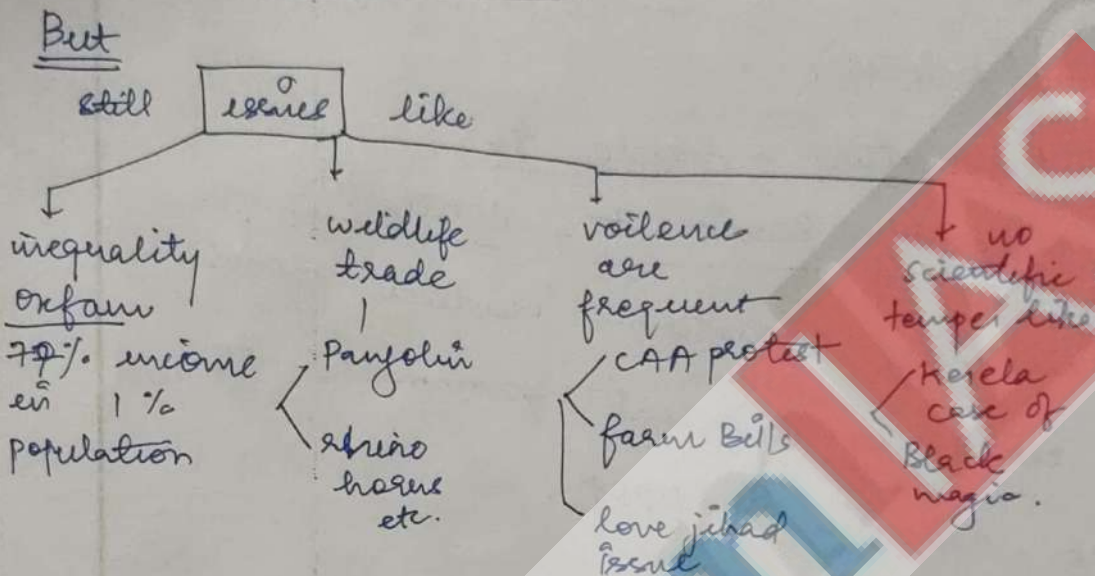 But
still issues like
inequality
oxfam
77% income
in 1%
population
wildlife
trade
Pangolin
rhino
horns
etc.
voilence
are
frequent
CAA protest
farm Bills
love jihad
issue
no
scientific
temper like
Kerela
case of
Black
magic.